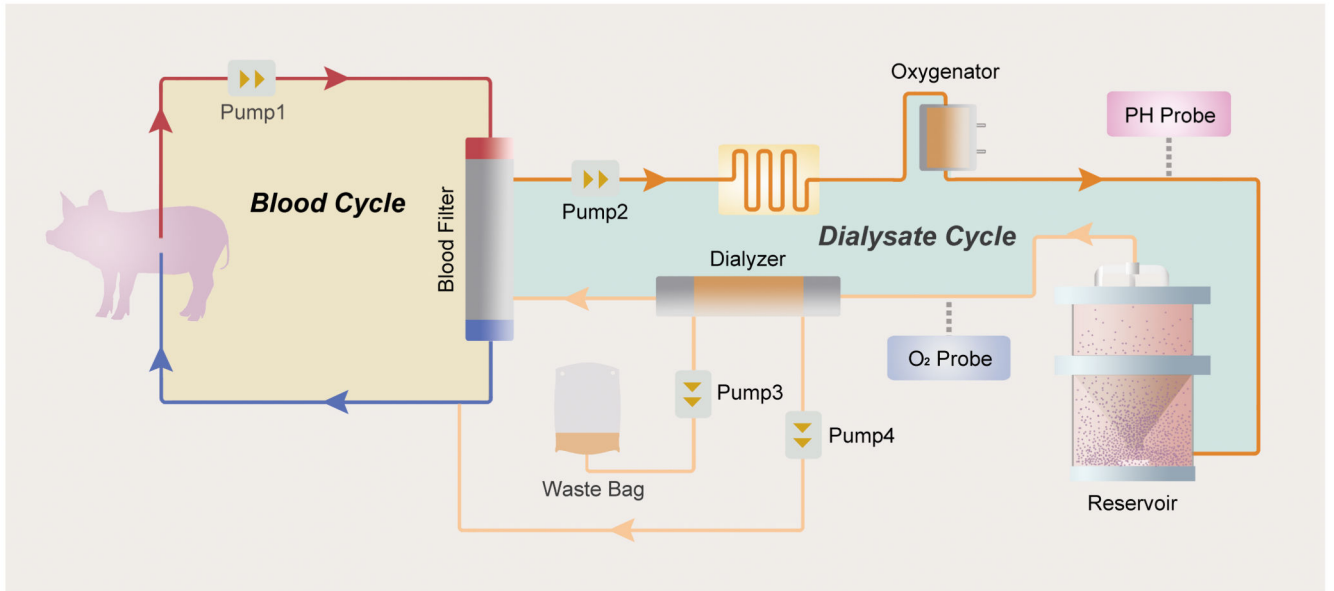 Oxygenator
PH Probe
Pump1
Blood Cycle
Blood Filter
Pump2
Dialysate Cycle
Dialyzer
O₂ Probe
Pump3
Pump4
Waste Bag
Reservoir